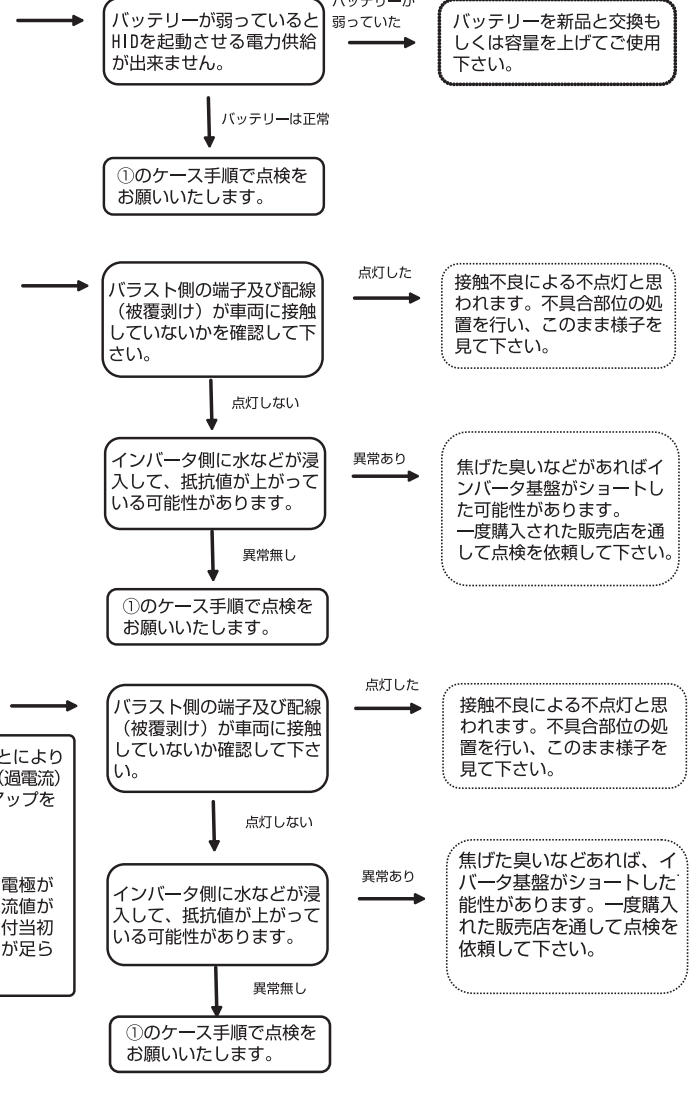 バッテリーが弱っていると
HIDを起動させる電力供給
が出来ません。
バッテリーが
弱っていた
バッテリーを新品と交換も
しくは容量を上げてご使用
下さい。
バッテリーは正常
①のケース手順で点検を
お願いいたします。
バラスト側の端子及び配線
（被覆剥け）が車両に接触
していないかを確認して下
さい。
点灯した
接触不良による不点灯と思
われます。不具合部位の処
置を行い、このまま様子を
見て下さい。
点灯しない
インバータ側に水などが浸
入して、抵抗値が上がって
いる可能性があります。
異常あり
焦げた臭いなどがあればイ
ンバータ基盤がショートし
た可能性があります。
一度購入された販売店を通
して点検を依頼して下さい。
異常無し
①のケース手順で点検を
お願いいたします。
バラスト側の端子及び配線
（被覆剥け）が車両に接触
していないか確認して下さ
い。
点灯した
接触不良による不点灯と思
われます。不具合部位の処
置を行い、このまま様子を
見て下さい。
とにより
（過電流）
アップを
電極が
流値が
付当初
が足ら
点灯しない
インバータ側に水などが浸
入して、抵抗値が上がって
いる可能性があります。
異常あり
焦げた臭いなどあれば、イ
バータ基盤がショートした
能性があります。一度購入
れた販売店を通して点検を
依頼して下さい。
異常無し
①のケース手順で点検を
お願いいたします。